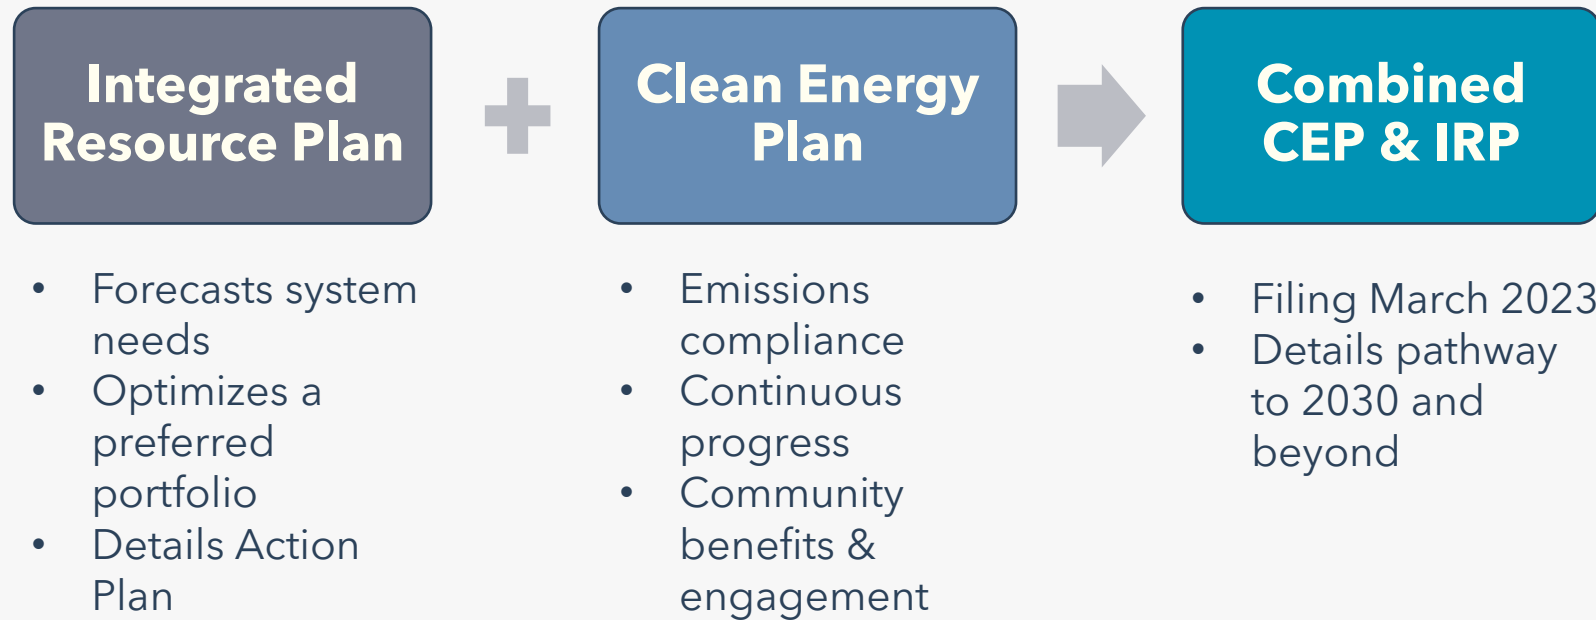 Integrated
Resource Plan
Clean Energy
Plan
Combined
CEP & IRP
• Forecasts system
needs
• Optimizes a
preferred
portfolio
• Details Action
Plan
• Emissions
compliance
• Continuous
progress
• Community
benefits &
engagement
• Filing March 2023
• Details pathway
to 2030 and
beyond